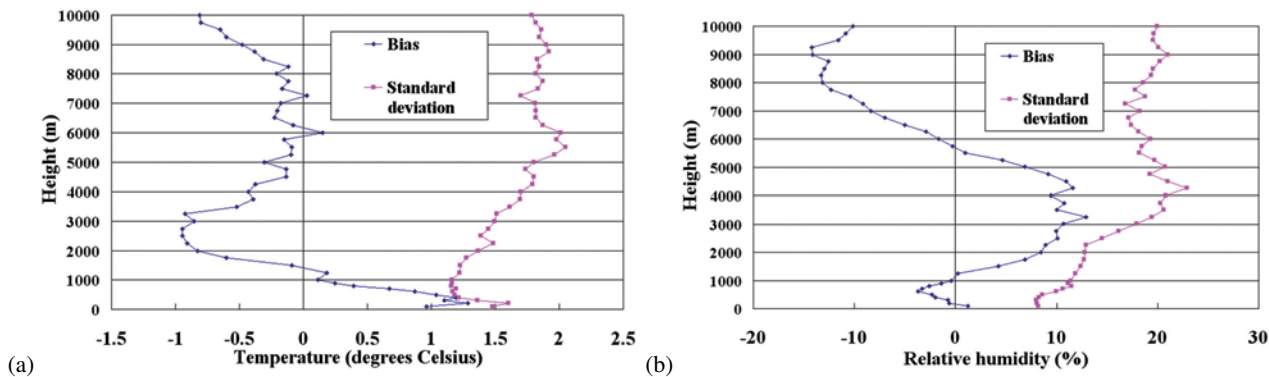 10000
9000
8000
7000
6000
5000
4000
3000
2000
1000
0
Height (m)
Bias
Standard
deviation
-1.5 -1 -0.5 0 0.5 1 1.5 2 2.5
(a) Temperature (degrees Celsius)
10000
9000
8000
7000
6000
5000
4000
3000
2000
1000
0
Height (m)
Bias
Standard
deviation
-20 -10 0 10 20 30
(b) Relative humidity (%)